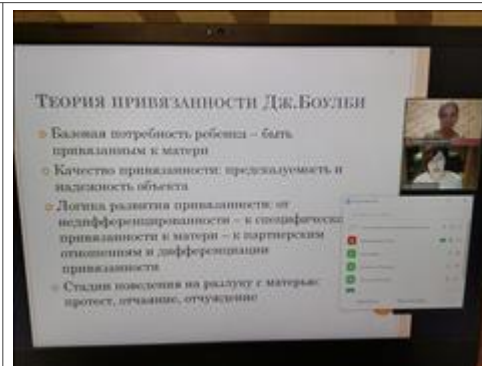 Теория привязанности Дж.Боулби
Базовая потребность ребенка – быть
привязанным к матери
Качество привязанности: предсказуемость и
надежность объекта
Логика развития привязанности: от
недифференцированности – к специфическ
привязанности к матери – к партнерским
отношениям и дифференциации
привязанности
Стадии поведения на разлуку с матерью:
протест, отчаяние, отчуждение